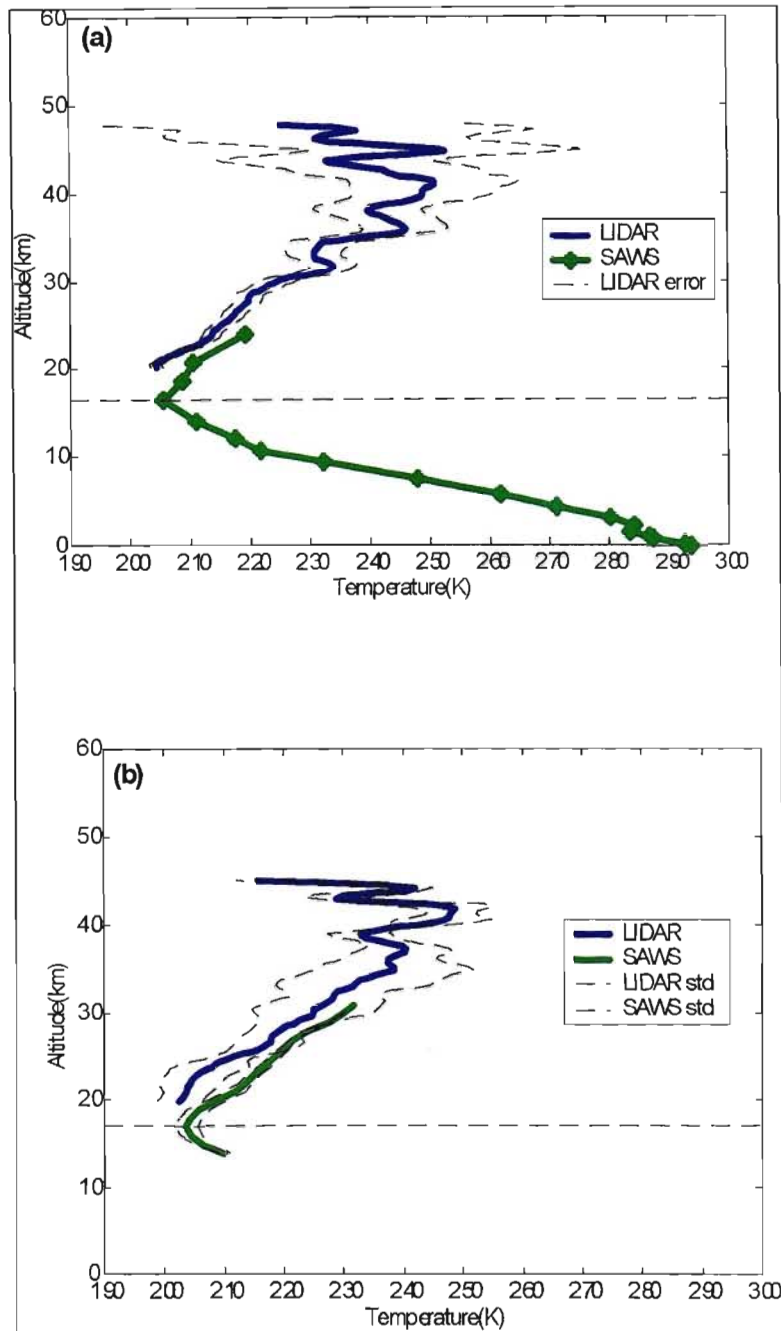 (a)
60
50
40
30
20
10
0
Altitude(km)
LIDAR
SAWS
LIDAR error
190 200 210 220 230 240 250 260 270 280 290 300
Temperature(K)
(b)
60
50
40
30
20
10
0
Altitude(km)
LIDAR
SAWS
LIDAR std
SAWS std
190 200 210 220 230 240 250 260 270 280 290 300
Temperature(K)